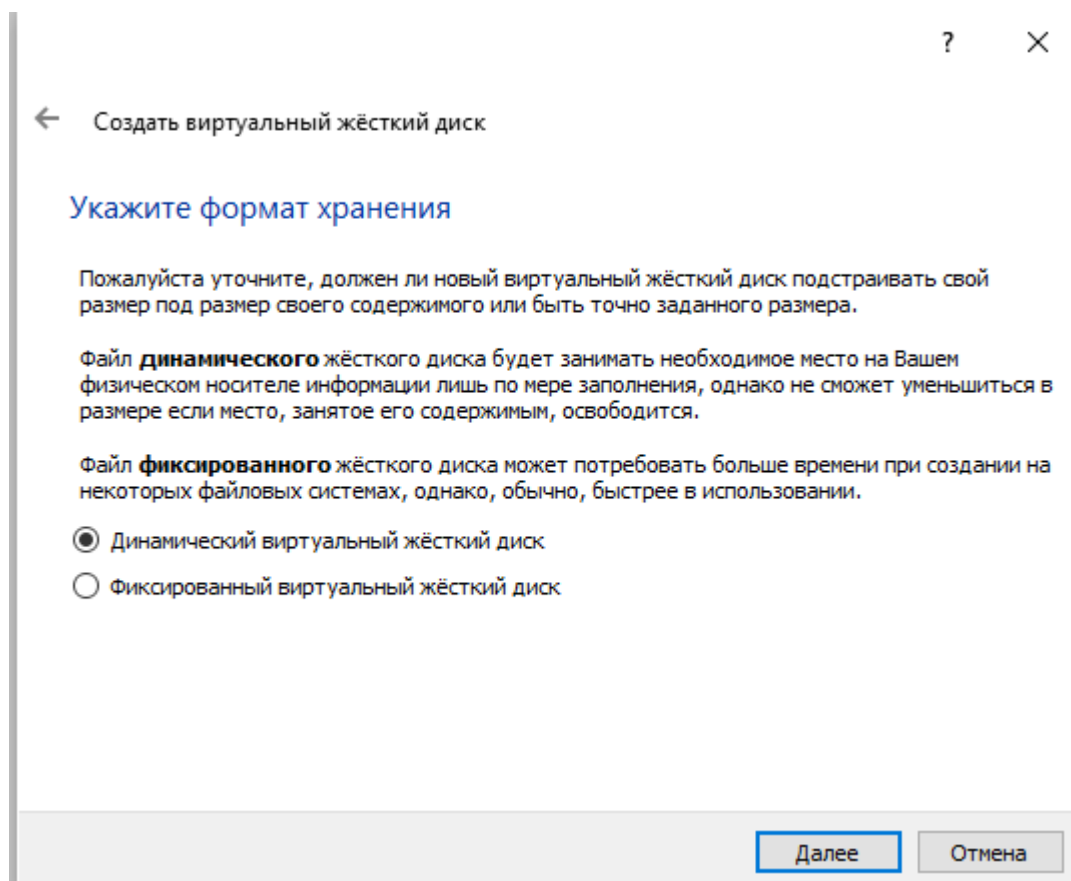 ?
Создать виртуальный жёсткий диск
Укажите формат хранения
Пожалуйста уточните, должен ли новый виртуальный жёсткий диск подстраивать свой
размер под размер своего содержимого или быть точно заданного размера.
Файл динамического жёсткого диска будет занимать необходимое место на Вашем
физическом носителе информации лишь по мере заполнения, однако не сможет уменьшиться в
размере если место, занятое его содержимым, освободится.
Файл фиксированного жёсткого диска может потребовать больше времени при создании на
некоторых файловых системах, однако, обычно, быстрее в использовании.
Динамический виртуальный жёсткий диск
Фиксированный виртуальный жёсткий диск
Далее Отмена